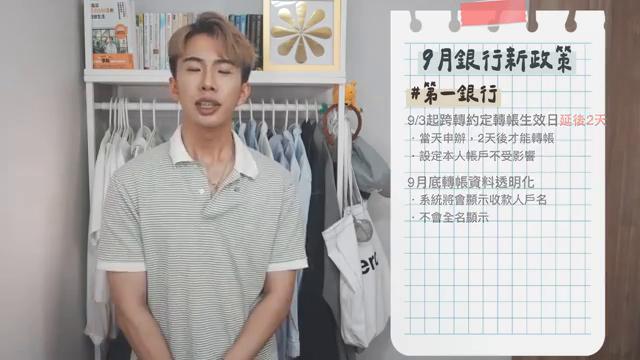 9月銀行新政策
#第一銀行
9/3起跨轉約定轉帳生效日延後2天
．當天申辦，2天後才能轉帳
．設定本人帳戶不受影響
9月底轉帳資料透明化
．系統將會顯示收款人戶名
．不會全名顯示